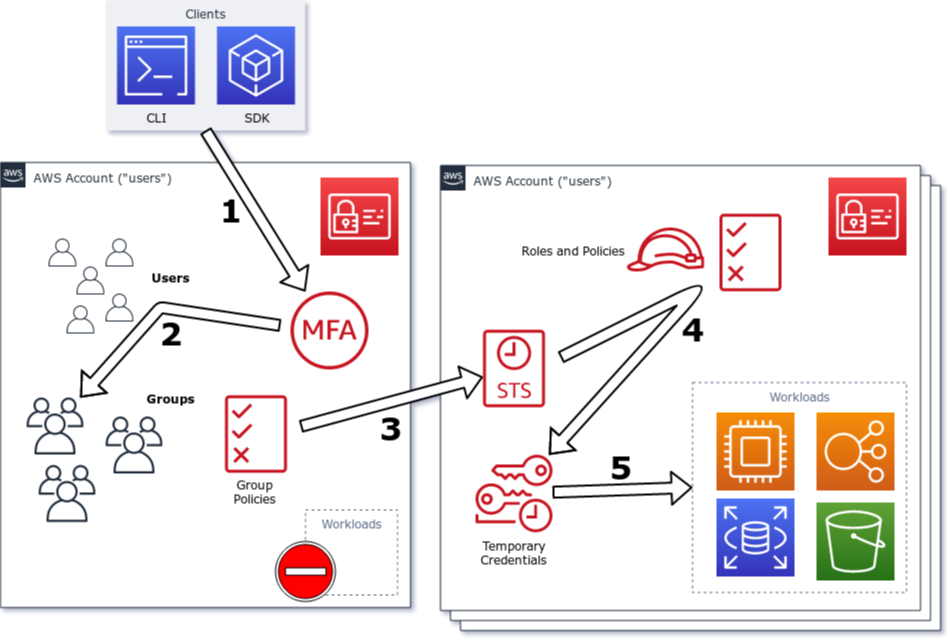 Clients
CLI
SDK
aws
AWS Account ("users")
1
Users
MFA
2
Groups
Group
Policies
3
Workloads
aws
AWS Account ("users")
Roles and Policies
4
STS
Temporary
Credentials
5
Workloads